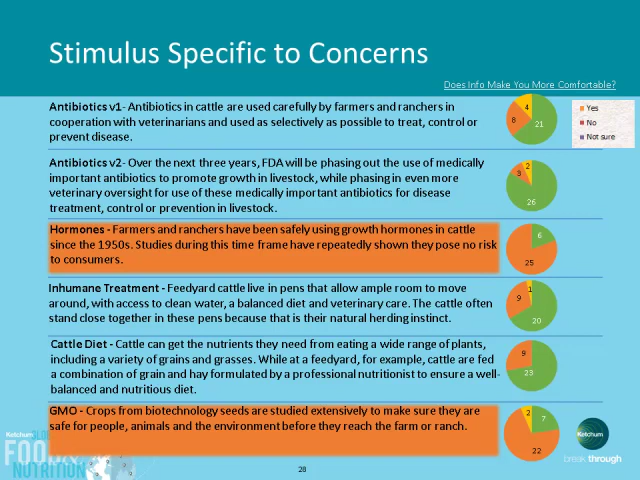 Stimulus Specific to Concerns
Does Info Make You More Comfortable?
Antibiotics v1- Antibiotics in cattle are used carefully by farmers and ranchers in
cooperation with veterinarians and used as selectively as possible to treat, control or
prevent disease.
4
8
21
Yes
No
Not sure
Antibiotics v2- Over the next three years, FDA will be phasing out the use of medically
important antibiotics to promote growth in livestock, while phasing in even more
veterinary oversight for use of these medically important antibiotics for disease
treatment, control or prevention in livestock.
2
3
26
Hormones - Farmers and ranchers have been safely using growth hormones in cattle
since the 1950s. Studies during this time frame have repeatedly shown they pose no risk
to consumers.
6
25
Inhumane Treatment - Feedyard cattle live in pens that allow ample room to move
around, with access to clean water, a balanced diet and veterinary care. The cattle often
stand close together in these pens because that is their natural herding instinct.
1
9
20
Cattle Diet - Cattle can get the nutrients they need from eating a wide range of plants,
including a variety of grains and grasses. While at a feedyard, for example, cattle are fed
a combination of grain and hay formulated by a professional nutritionist to ensure a well-
balanced and nutritious diet.
9
23
GMO - Crops from biotechnology seeds are studied extensively to make sure they are
safe for people, animals and the environment before they reach the farm or ranch.
2
7
22
Ketchum
FOOD
NUTRITION
28
Ketchum
break through